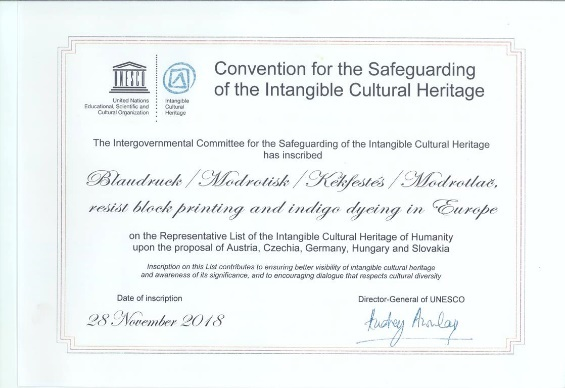 Convention for the Safeguarding
of the Intangible Cultural Heritage
UNESCO
United Nations
Educational, Scientific and
Cultural Organization
Intangible
Cultural
Heritage
The Intergovernmental Committee for the Safeguarding of the Intangible Cultural Heritage
has inscribed
Blaudruck / Modrotisk / Kékfestés / Modrotlač,
resist block printing and indigo dyeing in Europe
on the Representative List of the Intangible Cultural Heritage of Humanity
upon the proposal of Austria, Czechia, Germany, Hungary and Slovakia
Inscription on this List contributes to ensuring better visibility of intangible cultural heritage
and awareness of its significance, and to encouraging dialogue that respects cultural diversity
Date of inscription
28 November 2018
Director-General of UNESCO
Audrey Azoulay